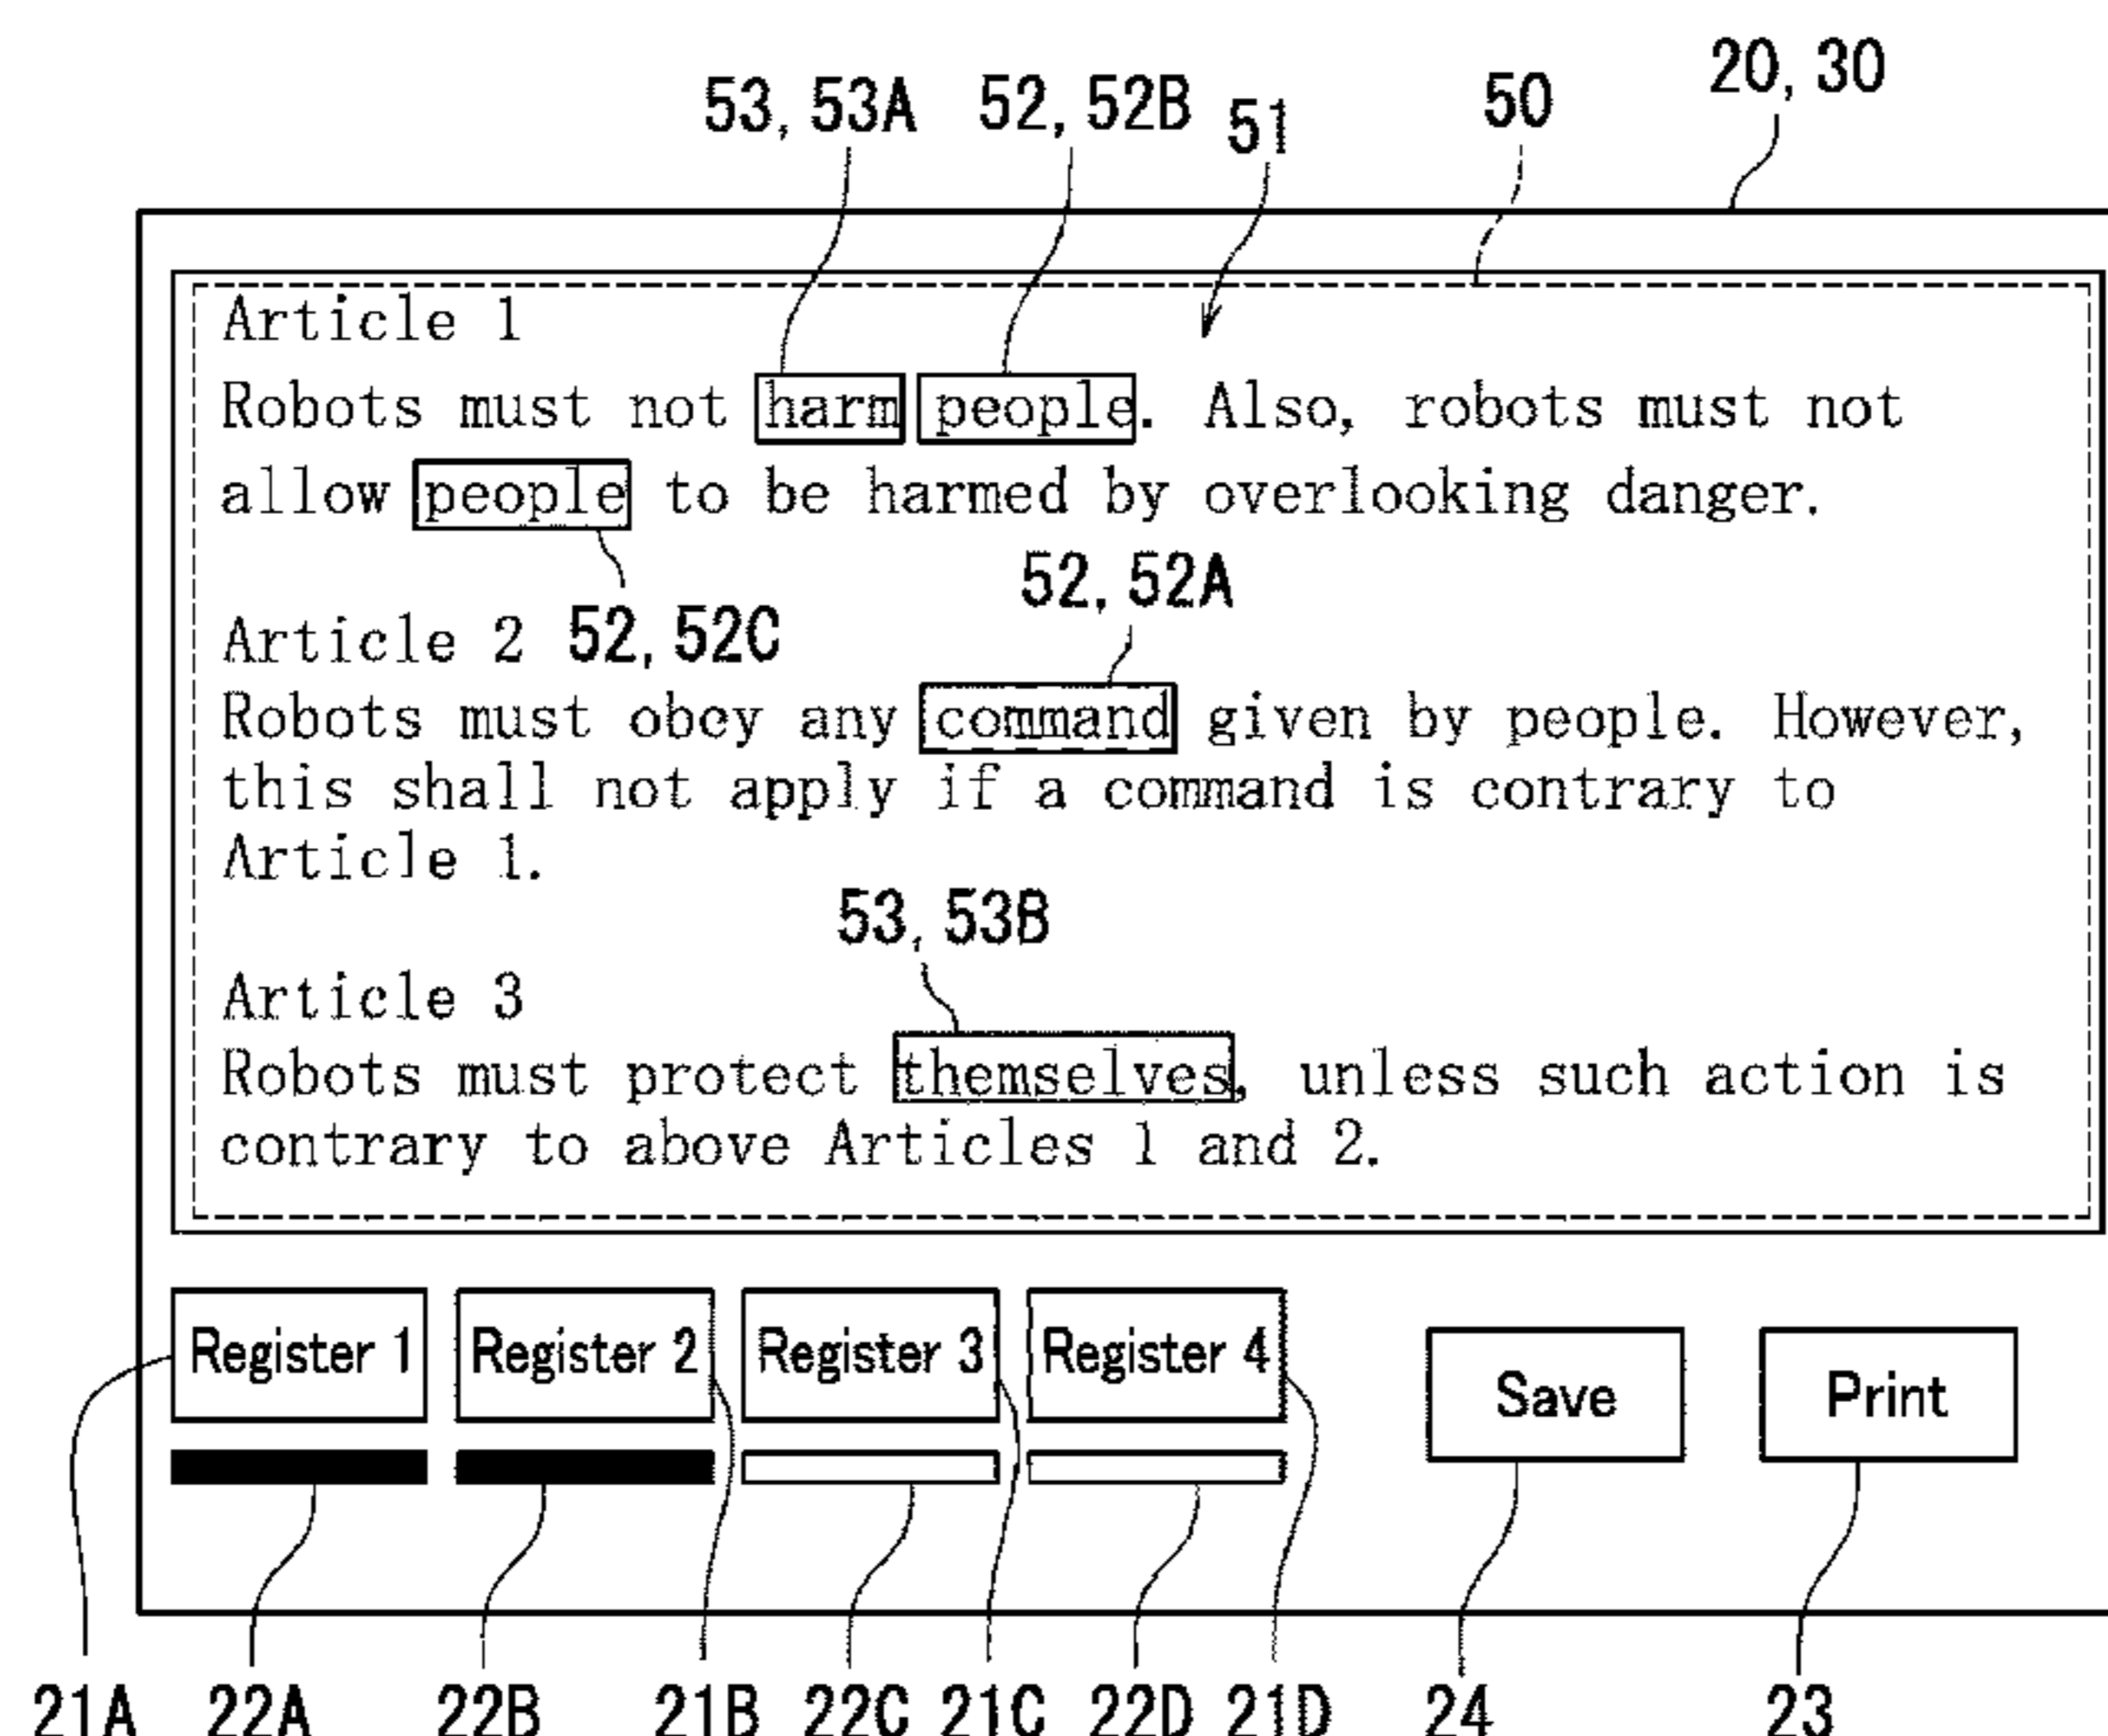 20, 30
53, 53A 52, 52B 51 50
Article 1
Robots must not harm people. Also, robots must not
allow people to be harmed by overlooking danger.
52, 52A
Article 2 52, 52C
Robots must obey any command given by people. However,
this shall not apply if a command is contrary to
Article 1.
53, 53B
Article 3
Robots must protect themselves, unless such action is
contrary to above Articles 1 and 2.
Register 1 Register 2 Register 3 Register 4 Save Print
21A 22A 22B 21B 22C 21C 22D 21D 24 23